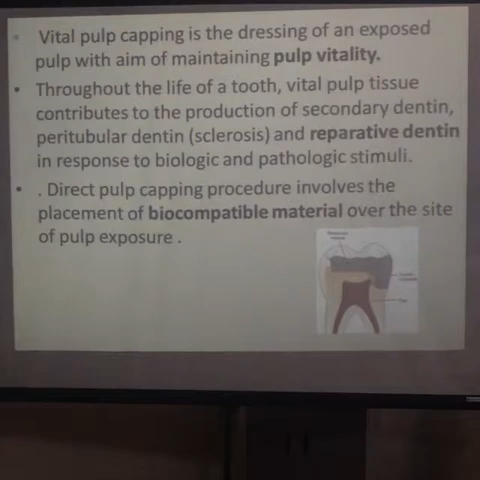 • Vital pulp capping is the dressing of an exposed
pulp with aim of maintaining pulp vitality.
• Throughout the life of a tooth, vital pulp tissue
contributes to the production of secondary dentin,
peritubular dentin (sclerosis) and reparative dentin
in response to biologic and pathologic stimuli.
• . Direct pulp capping procedure involves the
placement of biocompatible material over the site
of pulp exposure .